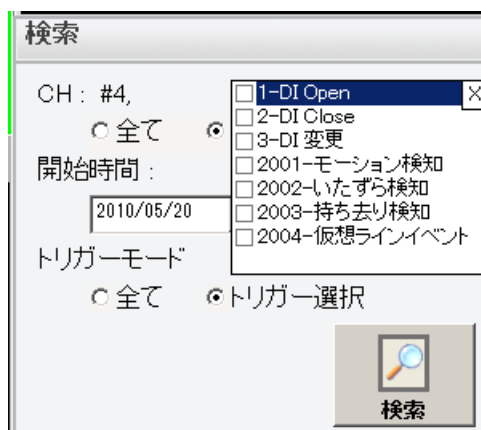 検索
CH : #4,
全て
開始時間 :
2010/05/20
トリガーモード
全て トリガー選択
検索
1-DI Open X
2-DI Close
3-DI 変更
2001-モーション検知
2002-いたずら検知
2003-持ち去り検知
2004-仮想ラインイベント